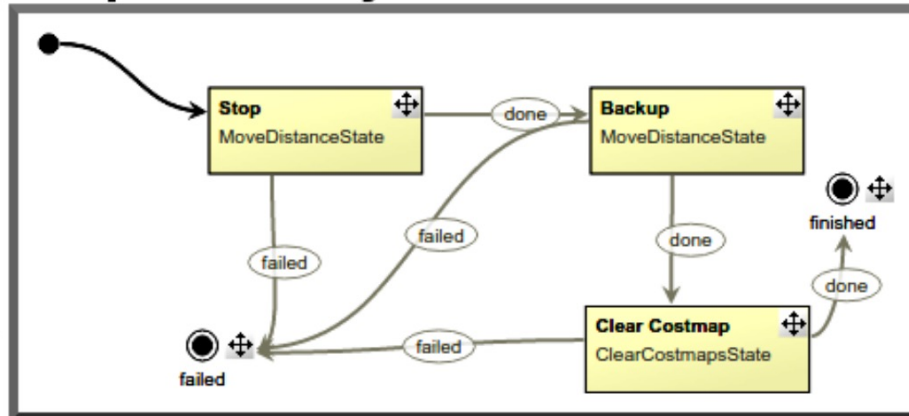 Stop
MoveDistanceState
done
Backup
MoveDistanceState
finished
failed
failed
done
done
Clear Costmap
ClearCostmapsState
failed
failed